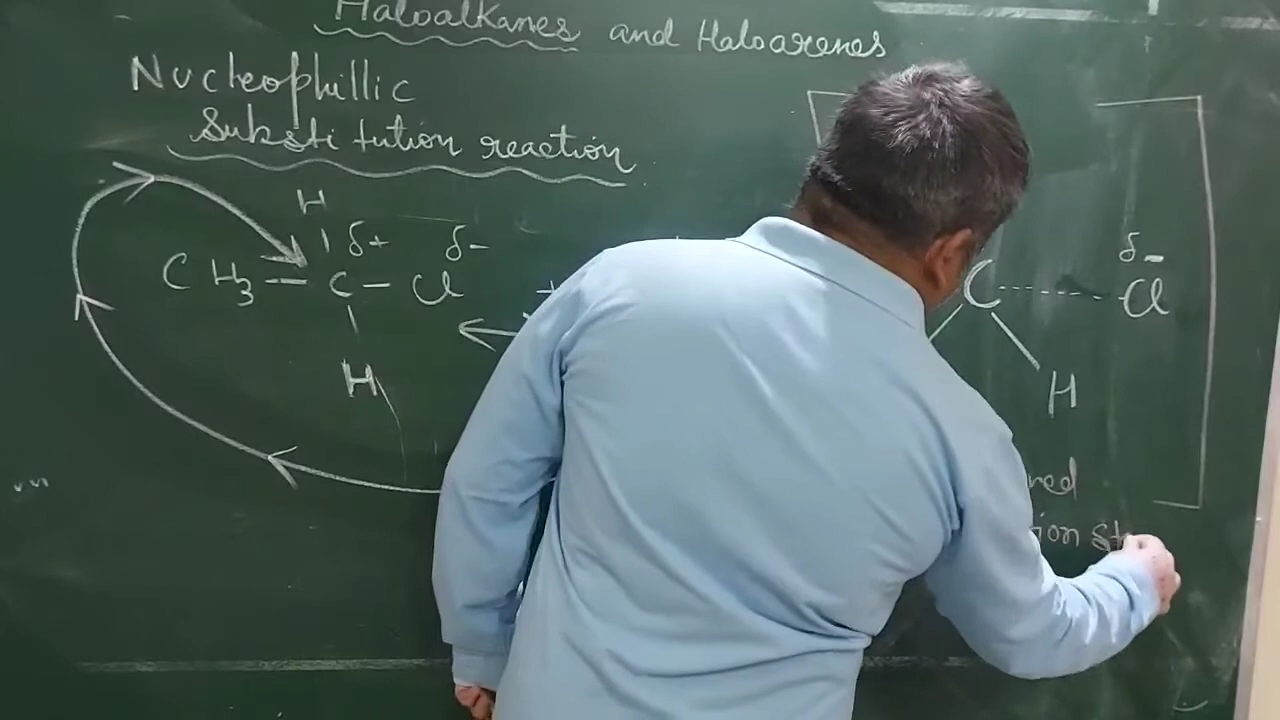 Haloalkanes and Haloarenes
Nucleophillic
Substitution reaction
H
δ+ δ-
CH3 — C — Cl
H
δ-
C ------ Cl
H